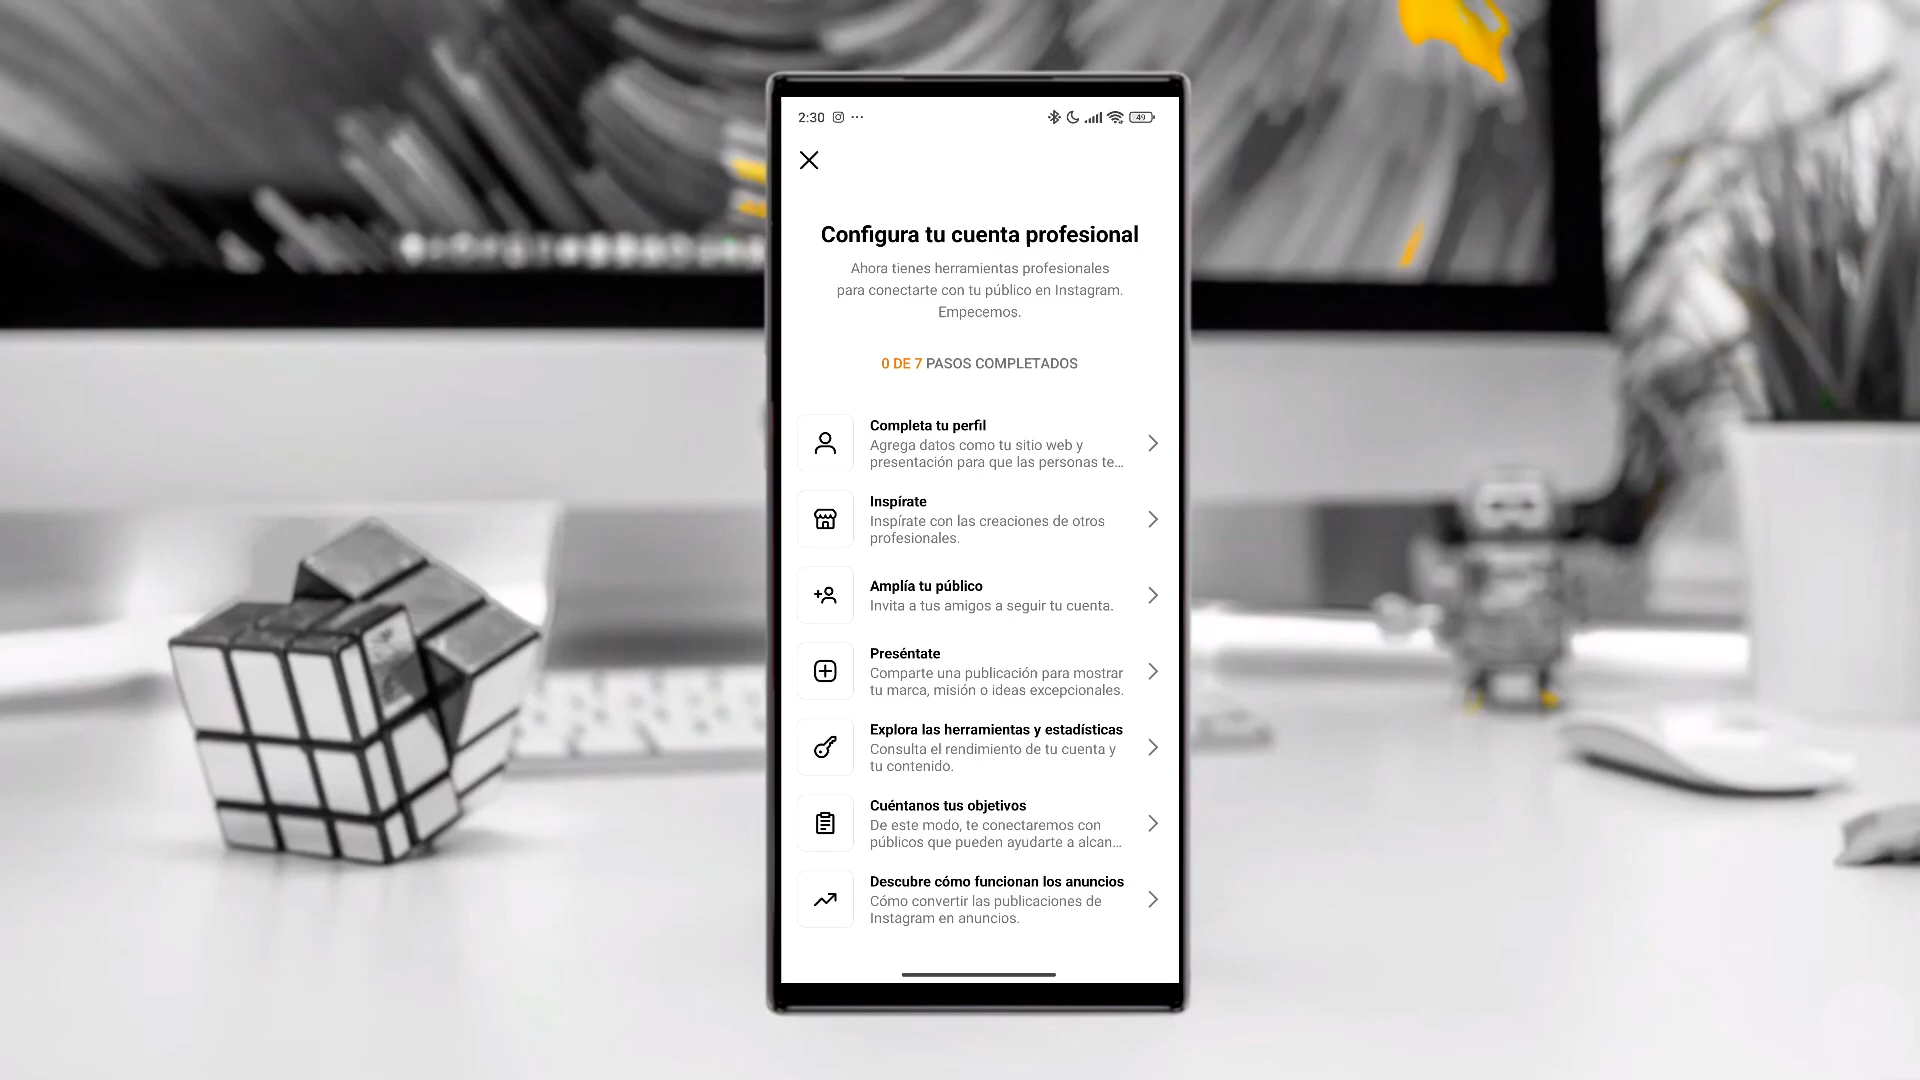 2:30
49
Configura tu cuenta profesional
Ahora tienes herramientas profesionales
para conectarte con tu público en Instagram.
Empecemos.
0 DE 7 PASOS COMPLETADOS
Completa tu perfil
Agrega datos como tu sitio web y
presentación para que las personas te…
Inspírate
Inspírate con las creaciones de otros
profesionales.
Amplía tu público
Invita a tus amigos a seguir tu cuenta.
Preséntate
Comparte una publicación para mostrar
tu marca, misión o ideas excepcionales.
Explora las herramientas y estadísticas
Consulta el rendimiento de tu cuenta y
tu contenido.
Cuéntanos tus objetivos
De este modo, te conectaremos con
públicos que pueden ayudarte a alcan…
Descubre cómo funcionan los anuncios
Cómo convertir las publicaciones de
Instagram en anuncios.